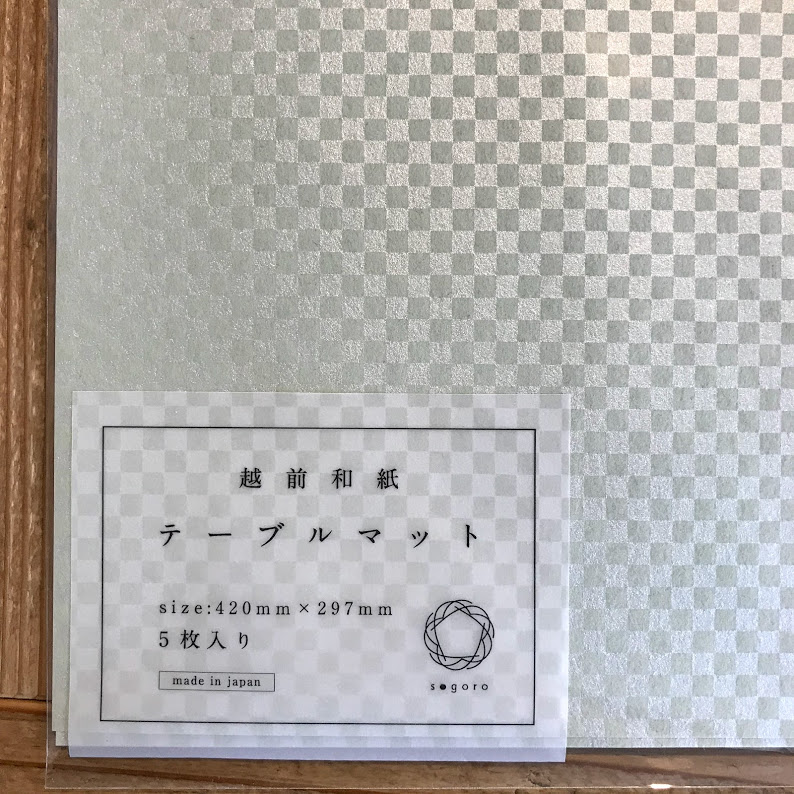 越前和紙
テーブルマット
size:420mm×297mm
5枚入り
made in japan
sogoro